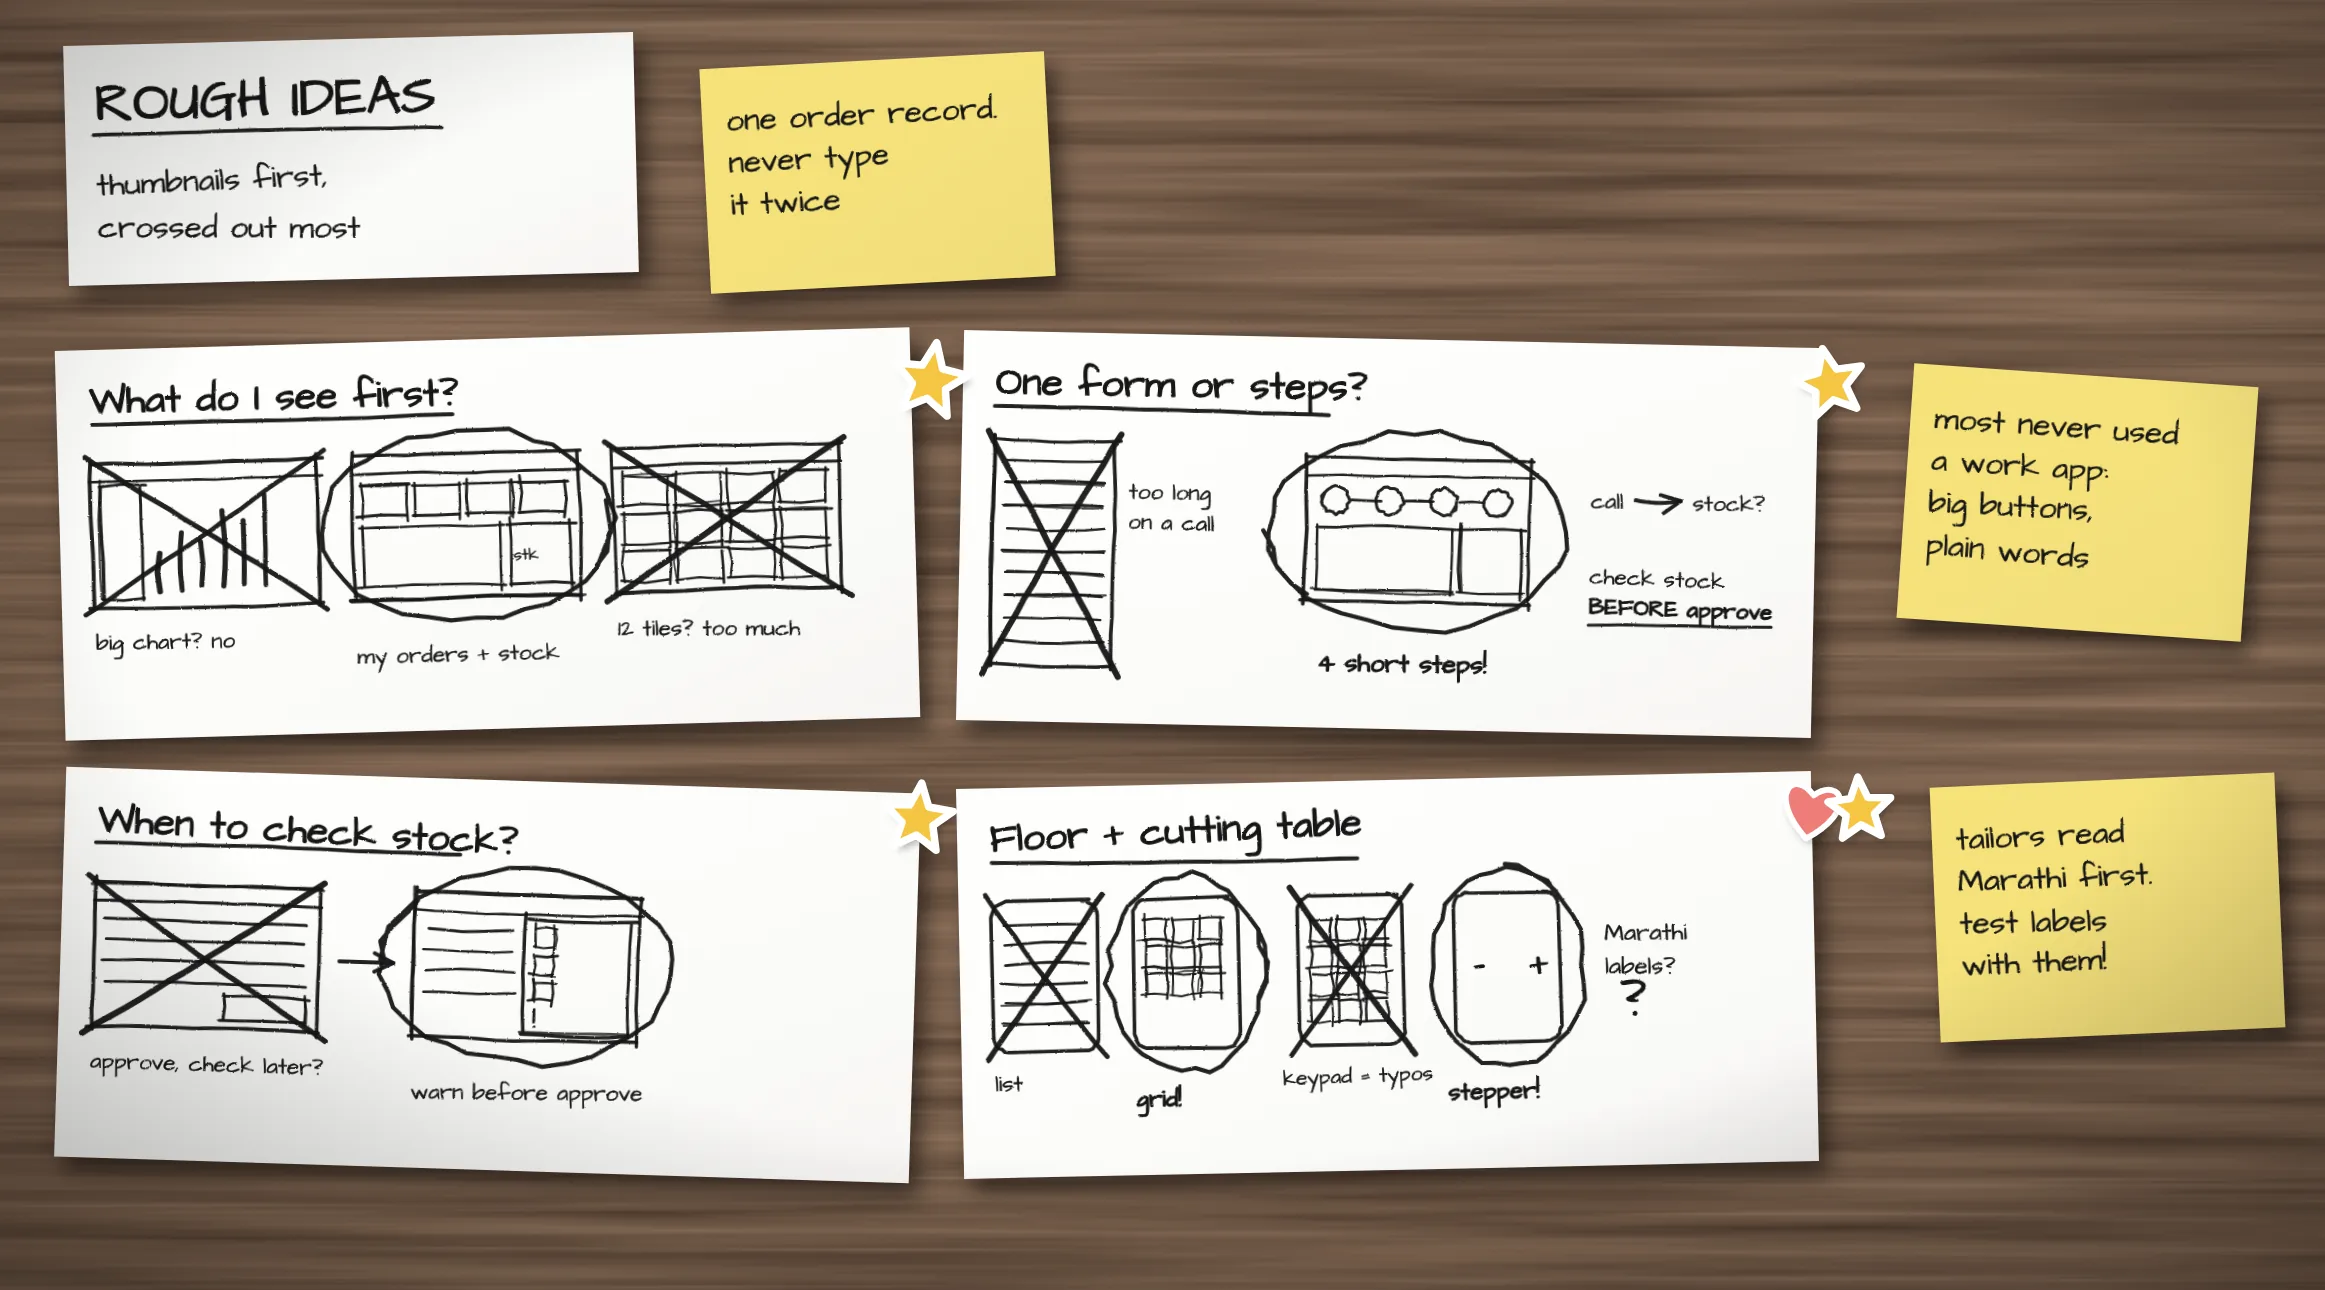 ROUGH IDEAS
thumbnails first,
crossed out most
one order record.
never type
it twice
What do I see first?
stk
big chart? no
my orders + stock
12 tiles? too much
One form or steps?
too long
on a call
call → stock?
check stock
BEFORE approve
4 short steps!
most never used
a work app:
big buttons,
plain words
When to check stock?
!
approve, check later?
warn before approve
Floor + cutting table
- +
Marathi
labels?
?
list
grid!
keypad = typos
stepper!
tailors read
Marathi first.
test labels
with them!